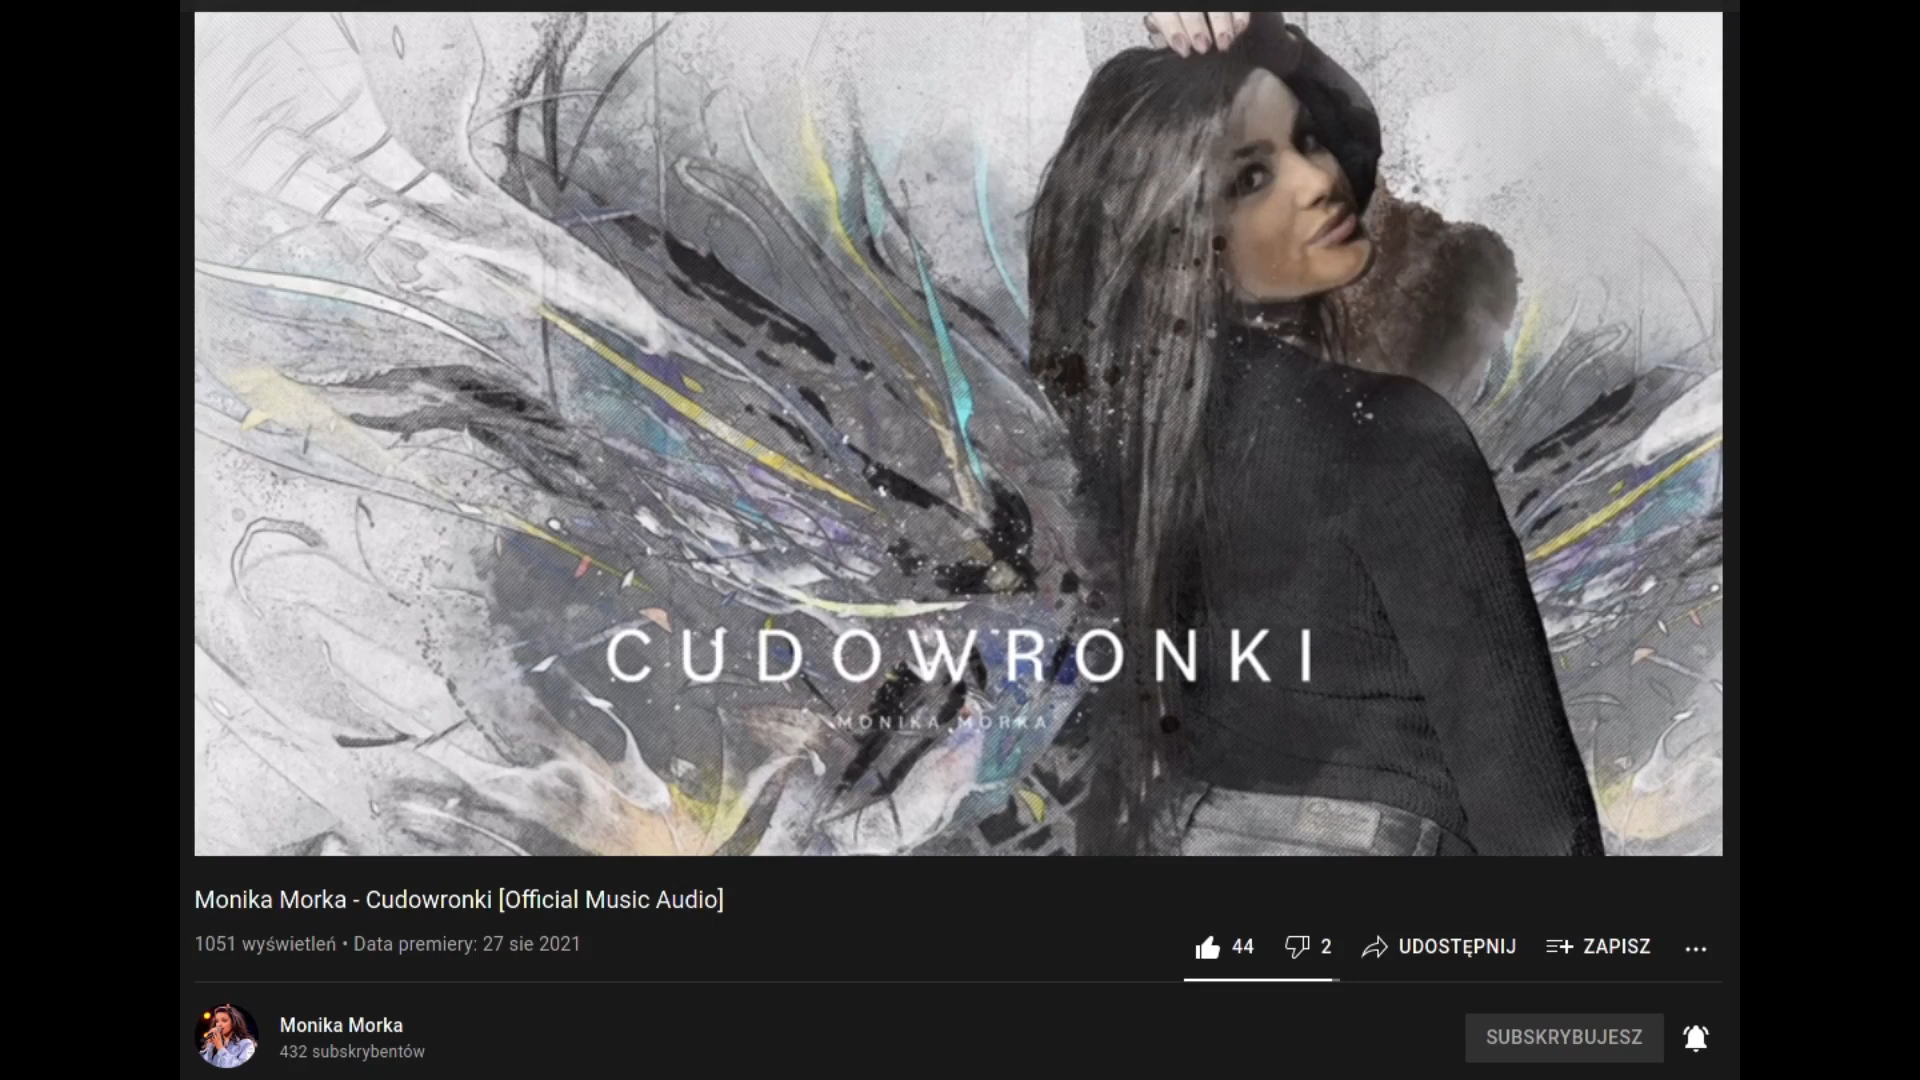 CUDOWRONKI
MONIKA MORKA
Monika Morka - Cudowronki [Official Music Audio]
1051 wyświetleń • Data premiery: 27 sie 2021
44 2 UDOSTĘPNIJ ZAPISZ ...
Monika Morka
432 subskrybentów
SUBSKRYBUJESZ